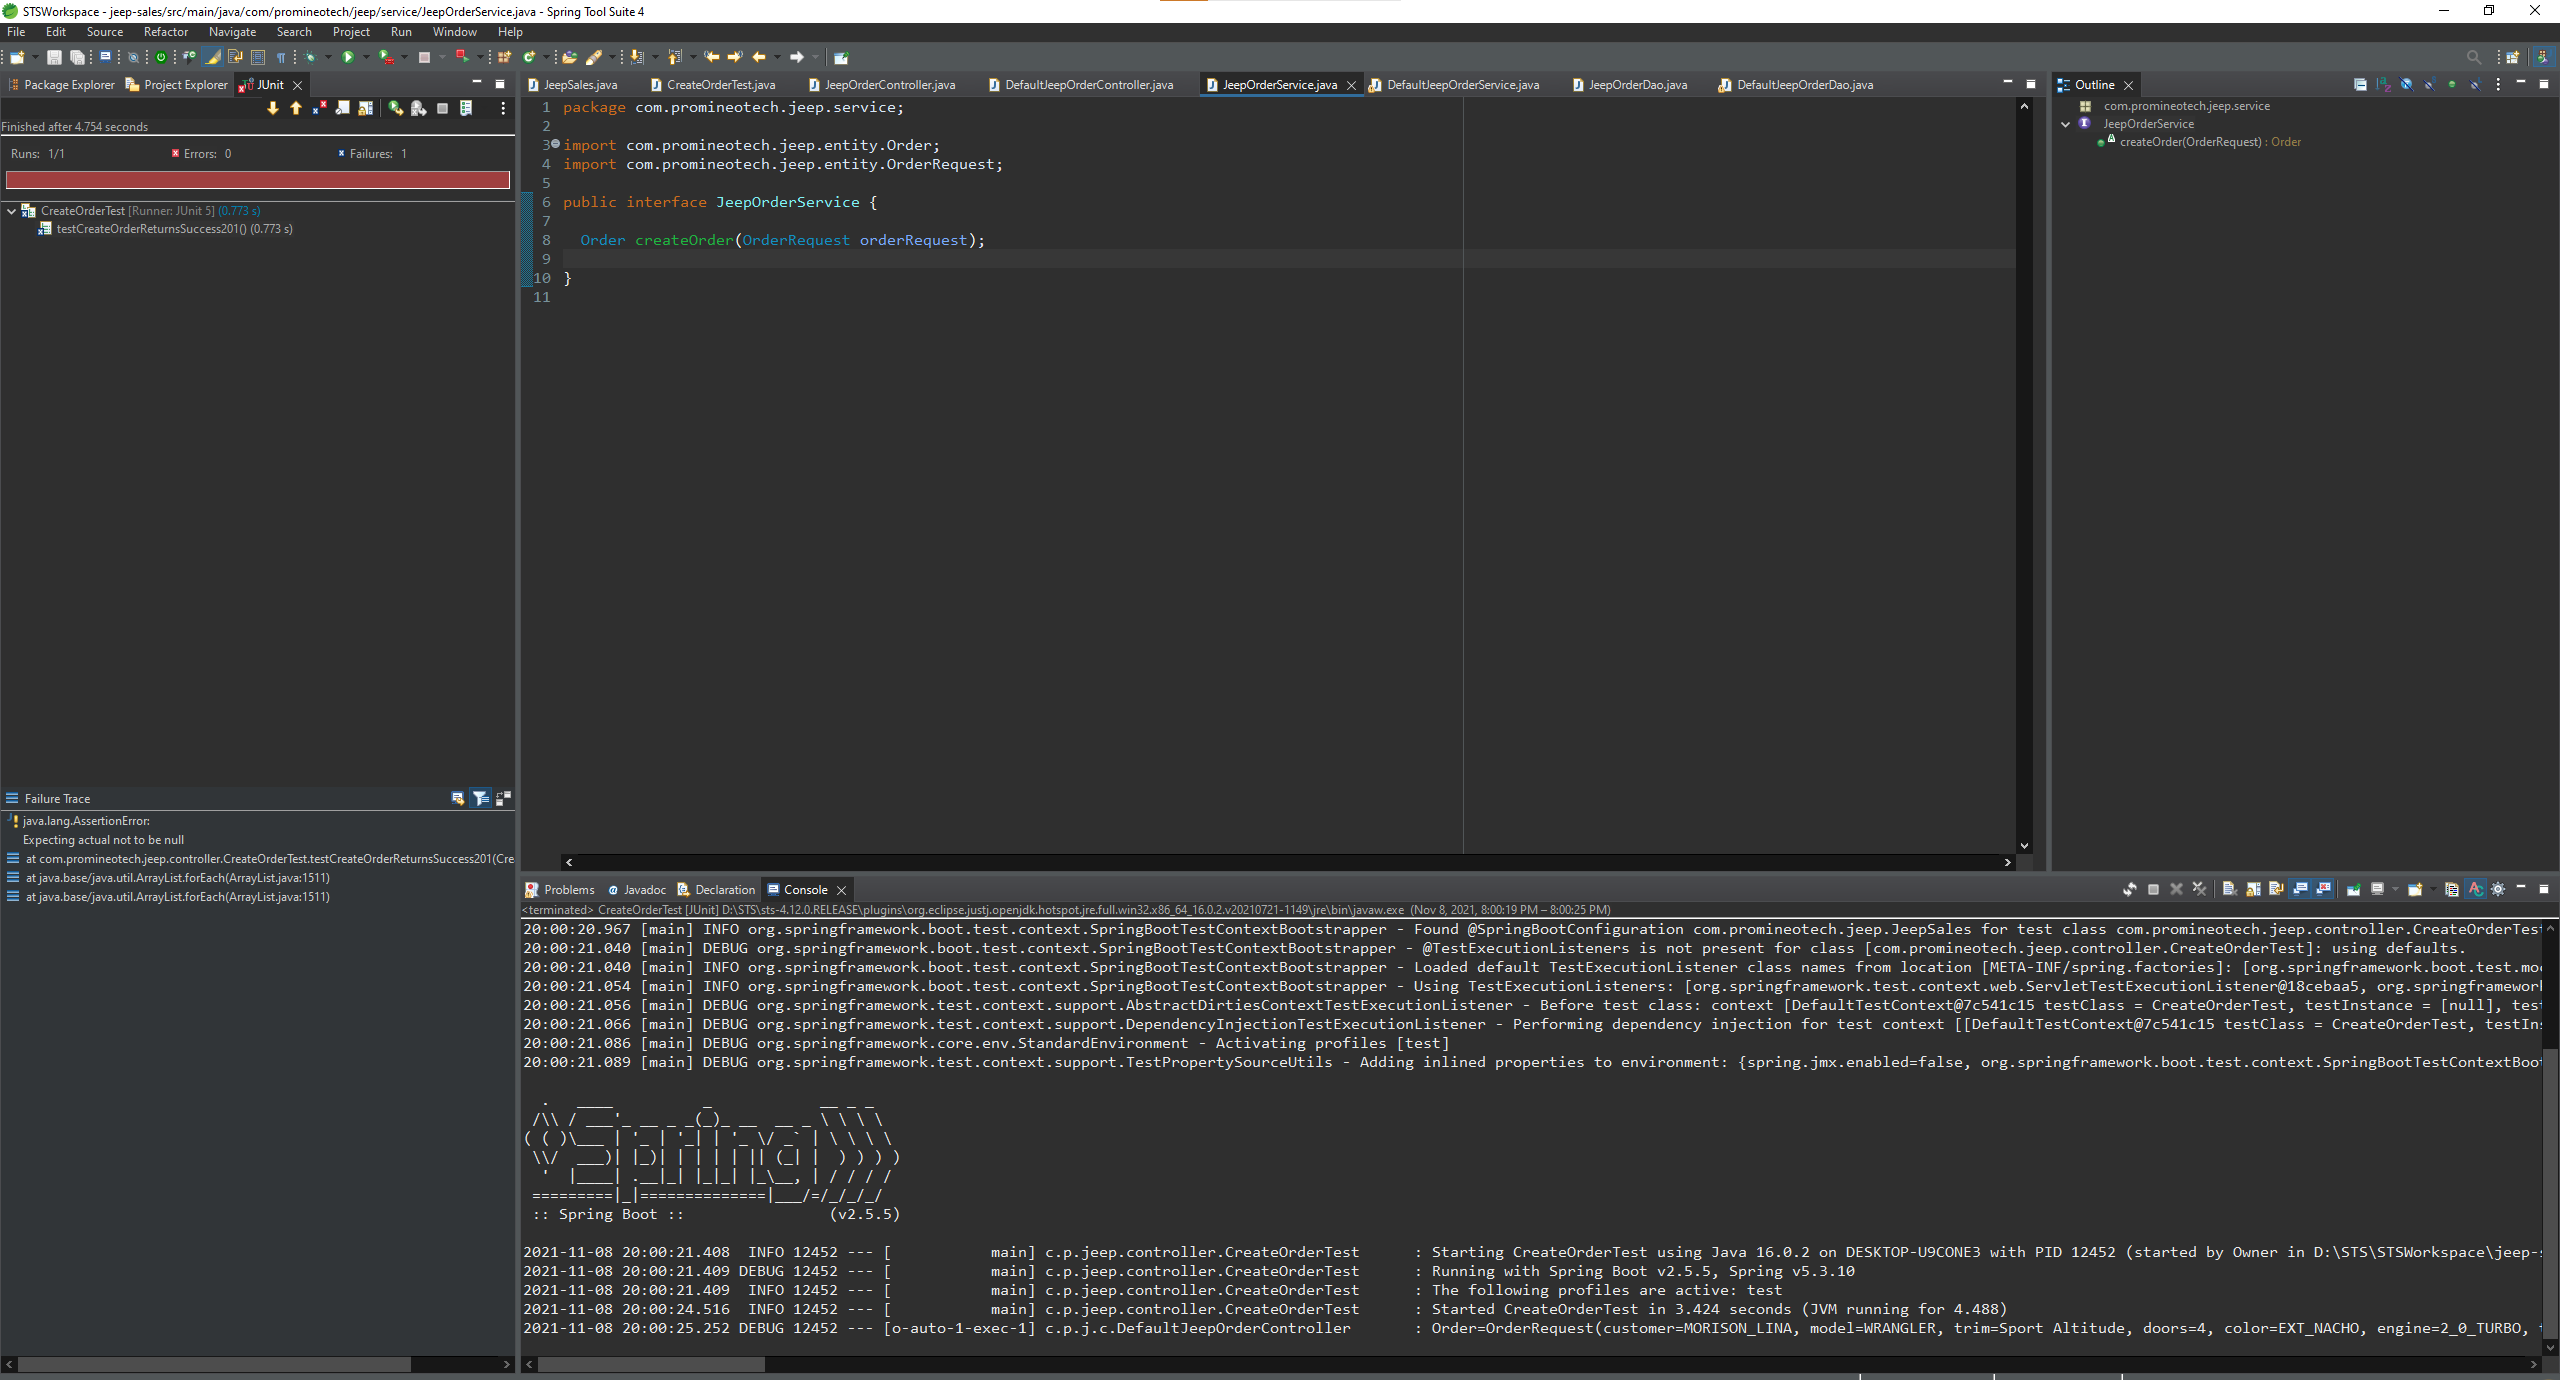 STSWorkspace - jeep-sales/src/main/java/com/promineotech/jeep/service/JeepOrderService.java - Spring Tool Suite 4
File Edit Source Refactor Navigate Search Project Run Window Help
Package Explorer Project Explorer JUnit
Finished after 4.754 seconds
Runs: 1/1 Errors: 0 Failures: 1
CreateOrderTest [Runner: JUnit 5] (0.773 s)
testCreateOrderReturnsSuccess201() (0.773 s)
Failure Trace
java.lang.AssertionError:
Expecting actual not to be null
at com.promineotech.jeep.controller.CreateOrderTest.testCreateOrderReturnsSuccess201(Cre
at java.base/java.util.ArrayList.forEach(ArrayList.java:1511)
at java.base/java.util.ArrayList.forEach(ArrayList.java:1511)
JeepSales.java CreateOrderTest.java JeepOrderController.java DefaultJeepOrderController.java JeepOrderService.java DefaultJeepOrderService.java JeepOrderDao.java DefaultJeepOrderDao.java
1 package com.promineotech.jeep.service;
2
3 import com.promineotech.jeep.entity.Order;
4 import com.promineotech.jeep.entity.OrderRequest;
5
6 public interface JeepOrderService {
7
8 Order createOrder(OrderRequest orderRequest);
9
10 }
11
Outline
com.promineotech.jeep.service
JeepOrderService
createOrder(OrderRequest) : Order
Problems Javadoc Declaration Console
<terminated> CreateOrderTest [JUnit] D:\STS\sts-4.12.0.RELEASE\plugins\org.eclipse.justj.openjdk.hotspot.jre.full.win32.x86_64_16.0.2.v20210721-1149\jre\bin\javaw.exe (Nov 8, 2021, 8:00:19 PM – 8:00:25 PM)
20:00:20.967 [main] INFO org.springframework.boot.test.context.SpringBootTestContextBootstrapper - Found @SpringBootConfiguration com.promineotech.jeep.JeepSales for test class com.promineotech.jeep.controller.CreateOrderTes
20:00:21.040 [main] DEBUG org.springframework.boot.test.context.SpringBootTestContextBootstrapper - @TestExecutionListeners is not present for class [com.promineotech.jeep.controller.CreateOrderTest]: using defaults.
20:00:21.040 [main] INFO org.springframework.boot.test.context.SpringBootTestContextBootstrapper - Loaded default TestExecutionListener class names from location [META-INF/spring.factories]: [org.springframework.boot.test.mo
20:00:21.054 [main] INFO org.springframework.boot.test.context.SpringBootTestContextBootstrapper - Using TestExecutionListeners: [org.springframework.test.context.web.ServletTestExecutionListener@18cebaa5, org.springframework
20:00:21.056 [main] DEBUG org.springframework.test.context.support.AbstractDirtiesContextTestExecutionListener - Before test class: context [DefaultTestContext@7c541c15 testClass = CreateOrderTest, testInstance = [null], test
20:00:21.066 [main] DEBUG org.springframework.test.context.support.DependencyInjectionTestExecutionListener - Performing dependency injection for test context [[DefaultTestContext@7c541c15 testClass = CreateOrderTest, testIns
20:00:21.086 [main] DEBUG org.springframework.core.env.StandardEnvironment - Activating profiles [test]
20:00:21.089 [main] DEBUG org.springframework.test.context.support.TestPropertySourceUtils - Adding inlined properties to environment: {spring.jmx.enabled=false, org.springframework.boot.test.context.SpringBootTestContextBoot
Spring
:: Spring Boot :: (v2.5.5)
2021-11-08 20:00:21.408 INFO 12452 --- [ main] c.p.jeep.controller.CreateOrderTest : Starting CreateOrderTest using Java 16.0.2 on DESKTOP-U9CONE3 with PID 12452 (started by Owner in D:\STS\STSWorkspace\jeep-s
2021-11-08 20:00:21.409 DEBUG 12452 --- [ main] c.p.jeep.controller.CreateOrderTest : Running with Spring Boot v2.5.5, Spring v5.3.10
2021-11-08 20:00:21.409 INFO 12452 --- [ main] c.p.jeep.controller.CreateOrderTest : The following profiles are active: test
2021-11-08 20:00:24.516 INFO 12452 --- [ main] c.p.jeep.controller.CreateOrderTest : Started CreateOrderTest in 3.424 seconds (JVM running for 4.488)
2021-11-08 20:00:25.252 DEBUG 12452 --- [o-auto-1-exec-1] c.p.j.c.DefaultJeepOrderController : Order=OrderRequest(customer=MORISON_LINA, model=WRANGLER, trim=Sport Altitude, doors=4, color=EXT_NACHO, engine=2_0_TURBO,